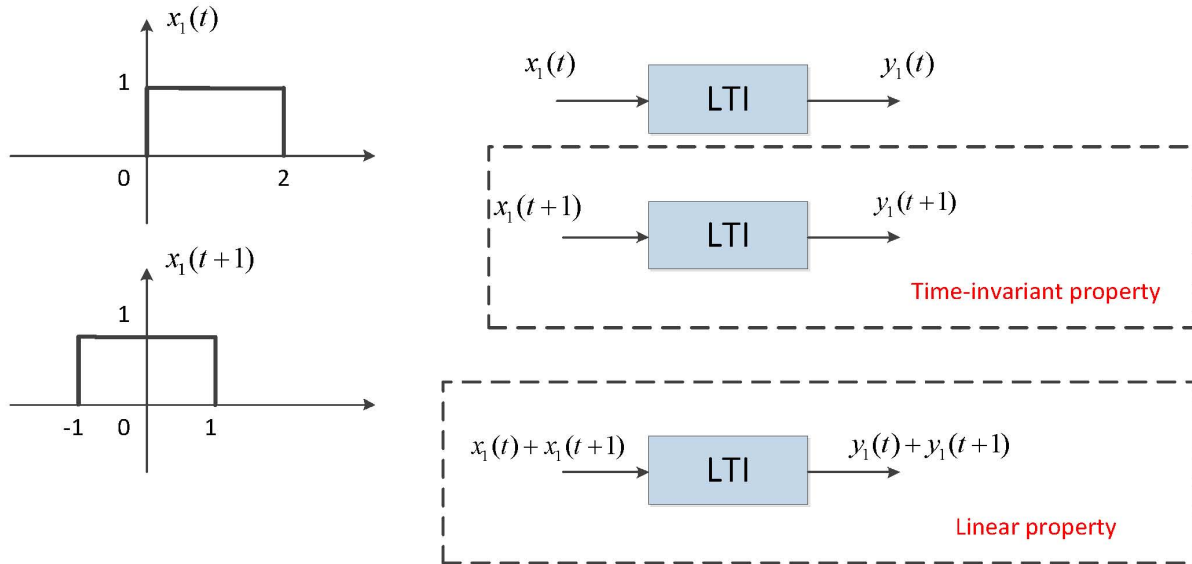 x₁(t)
1
0
2
x₁(t+1)
1
-1
0
1
x₁(t)
LTI
y₁(t)
x₁(t+1)
LTI
y₁(t+1)
Time-invariant property
x₁(t)+x₁(t+1)
LTI
y₁(t)+y₁(t+1)
Linear property